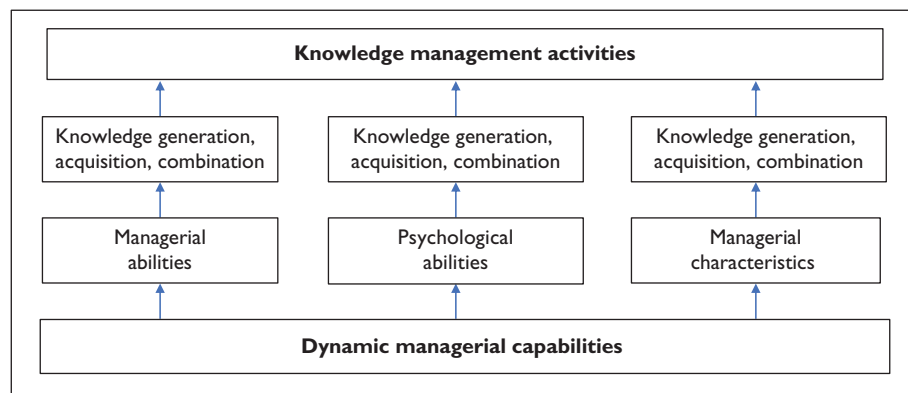 Knowledge management activities
Knowledge generation,
acquisition, combination
Knowledge generation,
acquisition, combination
Knowledge generation,
acquisition, combination
Managerial
abilities
Psychological
abilities
Managerial
characteristics
Dynamic managerial capabilities